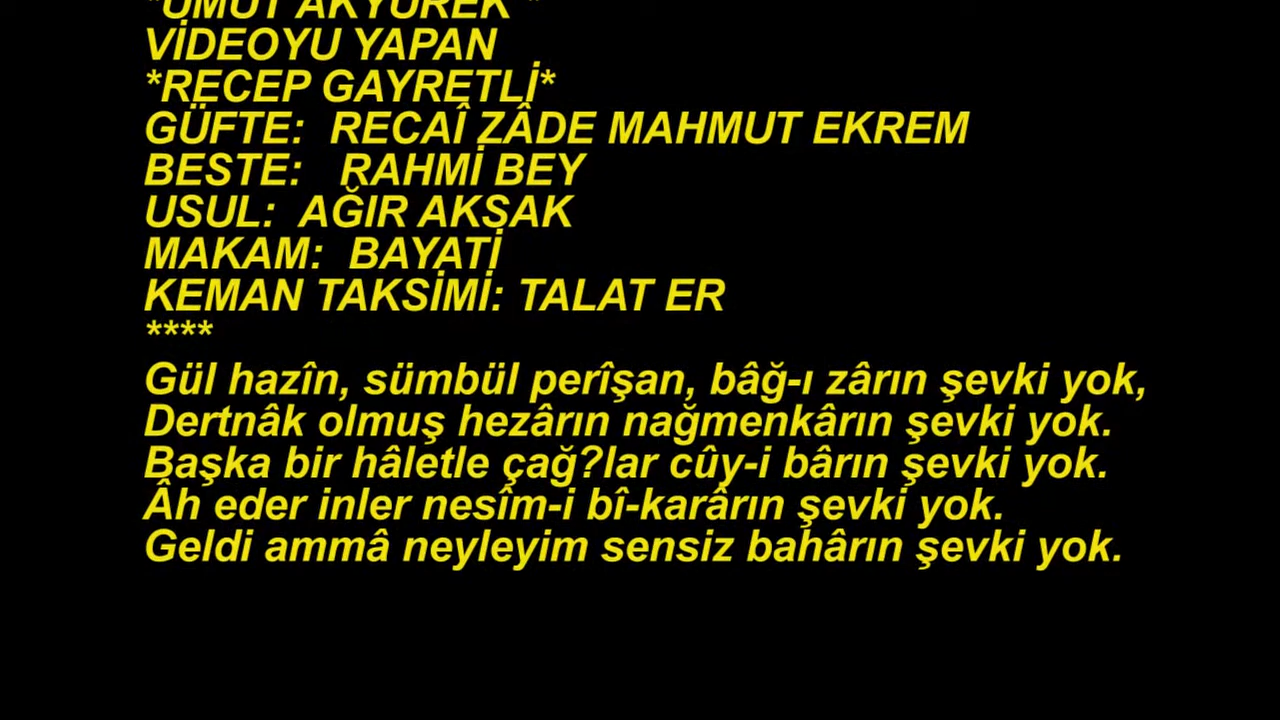 *UMUT AKYÜREK *
VİDEOYU YAPAN
*RECEP GAYRETLİ*
GÜFTE:  RECAÎ ZÂDE MAHMUT EKREM
BESTE:   RAHMİ BEY
USUL:  AĞIR AKSAK
MAKAM:  BAYATİ
KEMAN TAKSİMİ: TALAT ER
****
Gül hazîn, sümbül perîşan, bâğ-ı zârın şevki yok,
Dertnâk olmuş hezârın nağmenkârın şevki yok.
Başka bir hâletle çağ?lar cûy-i bârın şevki yok.
Âh eder inler nesîm-i bî-karârın şevki yok.
Geldi ammâ neyleyim sensiz bahârın şevki yok.